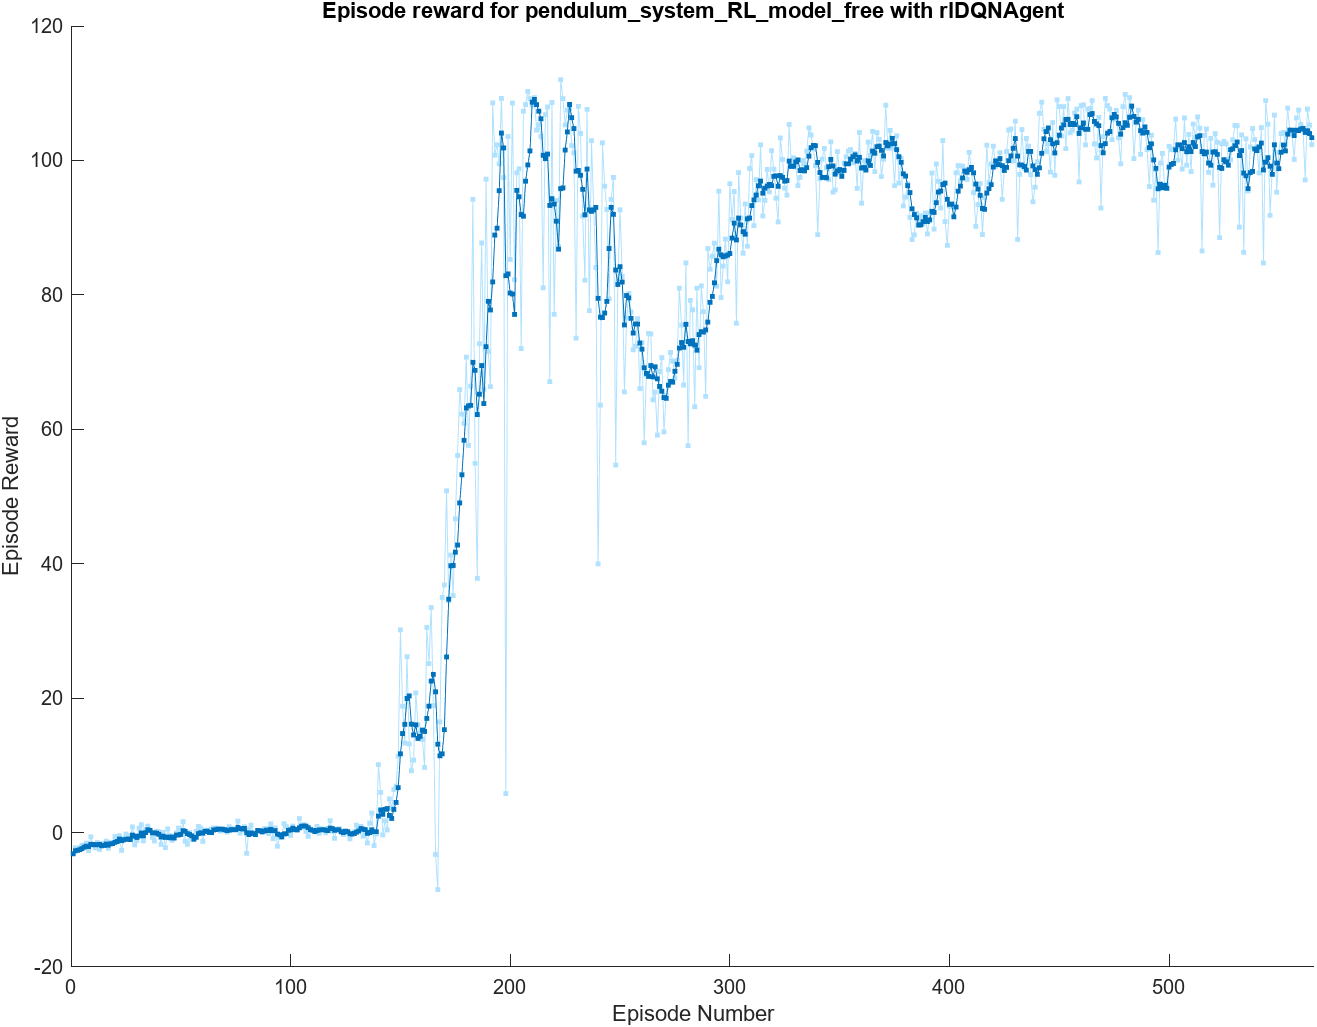 Episode reward for pendulum_system_RL_model_free with rlDQNAgent
120
100
80
60
40
20
0
-20
Episode Reward
0 100 200 300 400 500
Episode Number